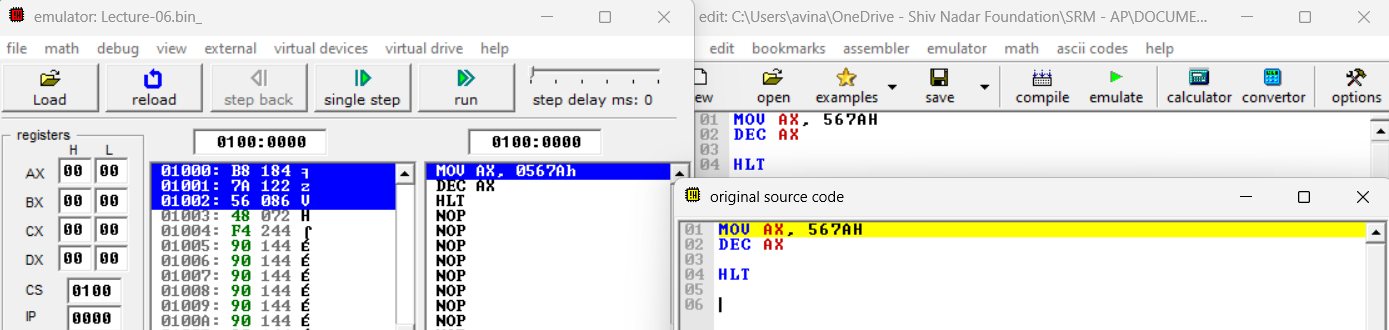 emulator: Lecture-06.bin_
file math debug view external virtual devices virtual drive help
Load reload step back single step run step delay ms: 0
registers
H L
0100:0000
0100:0000
AX 00 00
BX 00 00
CX 00 00
DX 00 00
CS 0100
IP 0000
01000: B8 184 ╕
01001: 7A 122 z
01002: 56 086 V
01003: 48 072 H
01004: F4 244 ⌠
01005: 90 144 É
01006: 90 144 É
01007: 90 144 É
01008: 90 144 É
01009: 90 144 É
0100A: 90 144 É
MOV AX, 0567Ah
DEC AX
HLT
NOP
NOP
NOP
NOP
NOP
NOP
NOP
NOP
edit: C:\Users\avina\OneDrive - Shiv Nadar Foundation\SRM - AP\DOCUME...
edit bookmarks assembler emulator math ascii codes help
ew open examples save compile emulate calculator convertor options
01 MOV AX, 567AH
02 DEC AX
03
04 HLT
original source code
01 MOV AX, 567AH
02 DEC AX
03
04 HLT
05
06